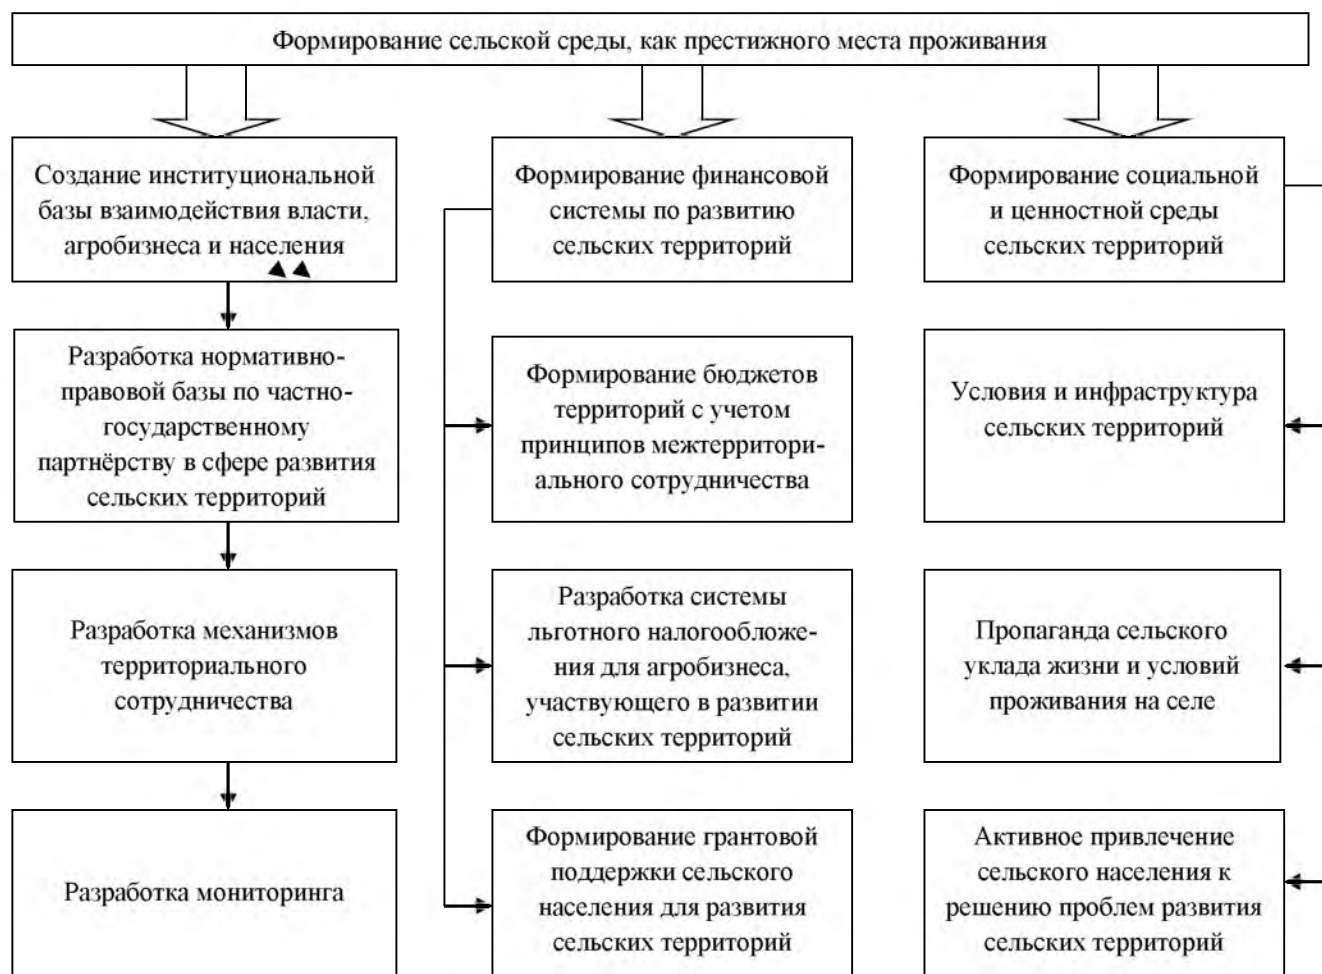 Формирование сельской среды, как престижного места проживания
Создание институциональной
базы взаимодействия власти,
агробизнеса и населения
Разработка нормативно-
правовой базы по частно-
государственному
партнёрству в сфере развития
сельских территорий
Разработка механизмов
территориального
сотрудничества
Разработка мониторинга
Формирование финансовой
системы по развитию
сельских территорий
Формирование бюджетов
территорий с учетом
принципов межтерритори-
ального сотрудничества
Разработка системы
льготного налогообложе-
ния для агробизнеса,
участвующего в развитии
сельских территорий
Формирование грантовой
поддержки сельского
населения для развития
сельских территорий
Формирование социальной
и ценностной среды
сельских территорий
Условия и инфраструктура
сельских территорий
Пропаганда сельского
уклада жизни и условий
проживания на селе
Активное привлечение
сельского населения к
решению проблем развития
сельских территорий